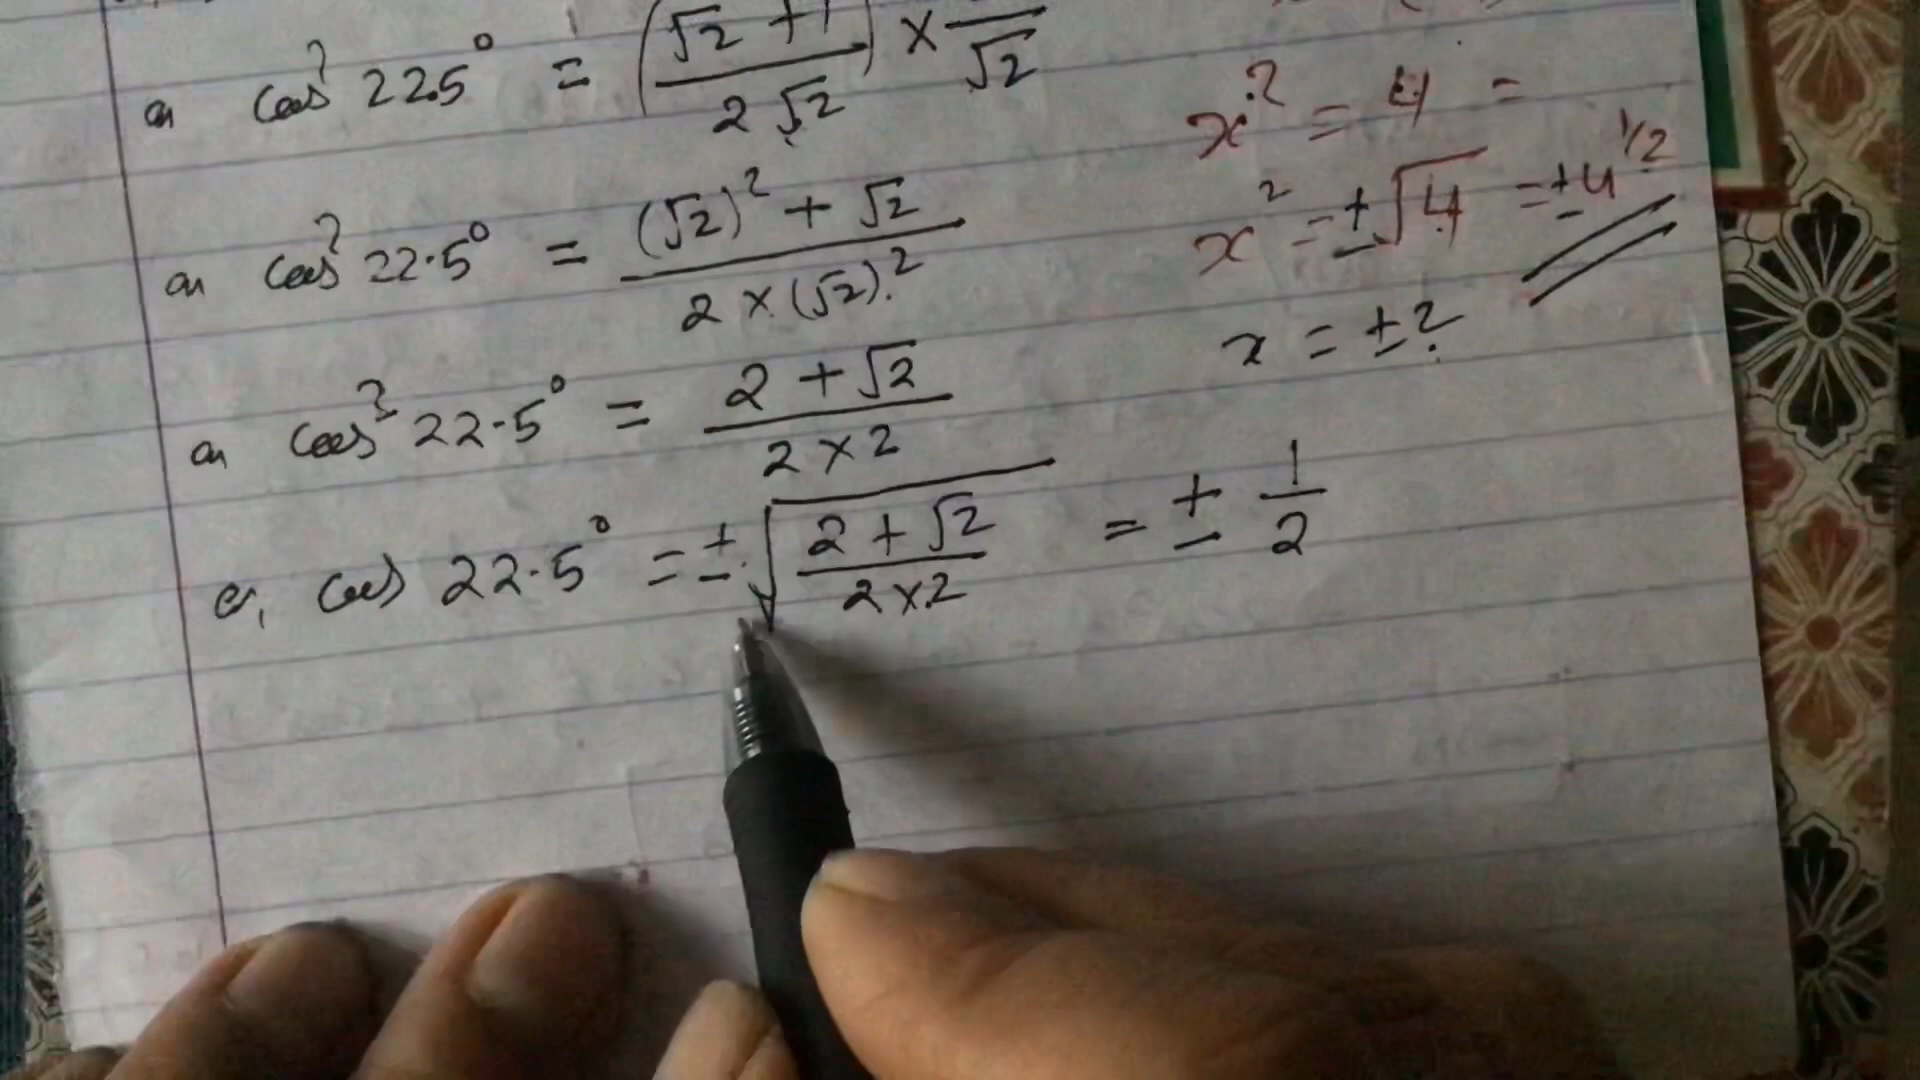 or cos² 22.5° = (√2 + 1 / 2√2) × / √2
or cos² 22.5° = (√2)² + √2 / 2 × (√2)²
or cos² 22.5° = 2 + √2 / 2 × 2
or, cos 22.5° = ± √(2 + √2 / 2 × 2) = ± 1/2
x² = 4 =
x² = ± √4 = ± 4^1/2
x = ± 2